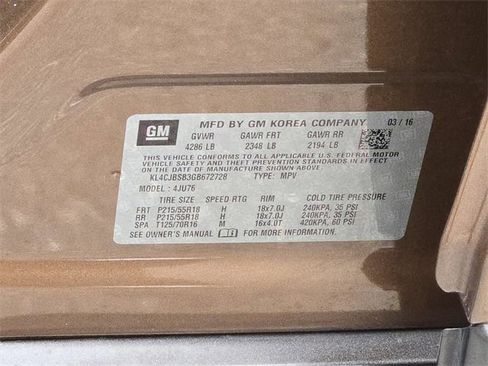 GM
MFD BY GM KOREA COMPANY 03 / 16
GVWR GAWR FRT GAWR RR
4286 LB 2348 LB 2194 LB
THIS VEHICLE CONFORMS TO ALL APPLICABLE U.S. FEDERAL MOTOR
VEHICLE SAFETY AND THEFT PREVENTION STANDARDS IN EFFECT
ON THE DATE OF MANUFACTURE SHOWN ABOVE.
KL4CJBSB3GB672728 TYPE: MPV
MODEL: 4JU76
TIRE SIZE SPEED RTG RIM COLD TIRE PRESSURE
FRT P215/55R18 H 18x7.0J 240KPA, 35 PSI
RR P215/55R18 H 18x7.0J 240KPA, 35 PSI
SPA T125/70R16 M 16x4.0T 420KPA, 60 PSI
SEE OWNER'S MANUAL FOR MORE INFORMATION.